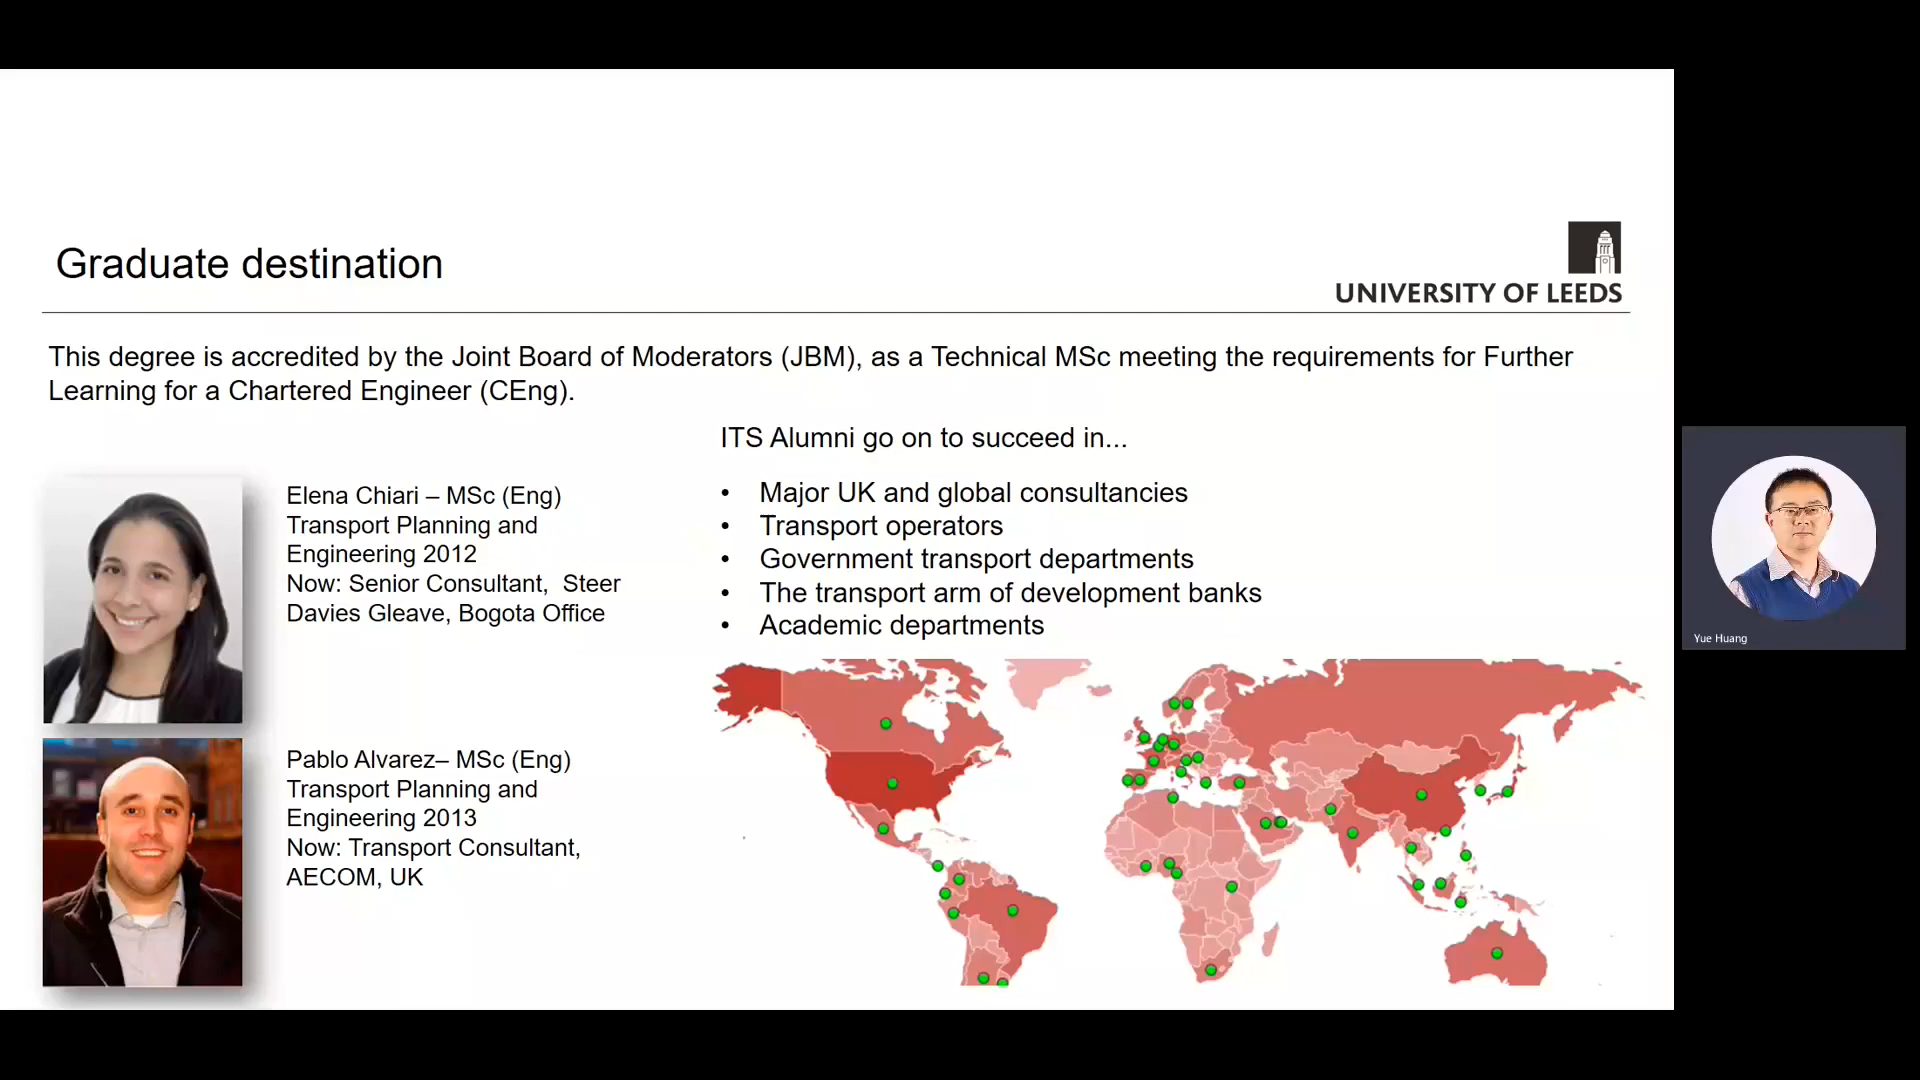 Graduate destination
UNIVERSITY OF LEEDS
This degree is accredited by the Joint Board of Moderators (JBM), as a Technical MSc meeting the requirements for Further
Learning for a Chartered Engineer (CEng).
ITS Alumni go on to succeed in...
Elena Chiari – MSc (Eng)
Transport Planning and
Engineering 2012
Now: Senior Consultant,  Steer
Davies Gleave, Bogota Office
• Major UK and global consultancies
• Transport operators
• Government transport departments
• The transport arm of development banks
• Academic departments
Pablo Alvarez– MSc (Eng)
Transport Planning and
Engineering 2013
Now: Transport Consultant,
AECOM, UK
Yue Huang